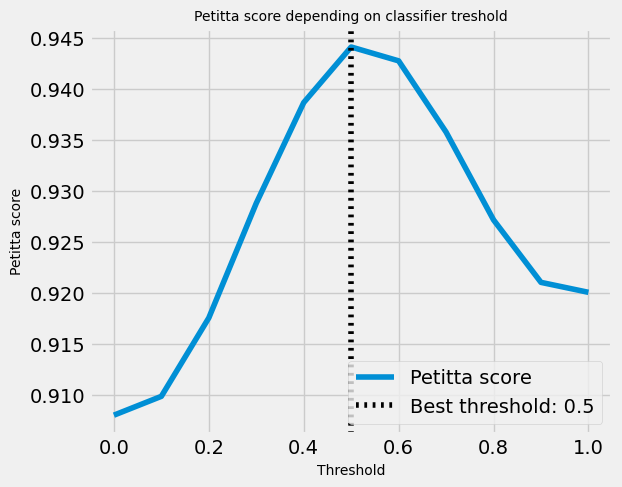 Petitta score depending on classifier treshold
0.945
0.940
0.935
0.930
0.925
0.920
0.915
0.910
Petitta score
Petitta score
Best threshold: 0.5
0.0 0.2 0.4 0.6 0.8 1.0
Threshold